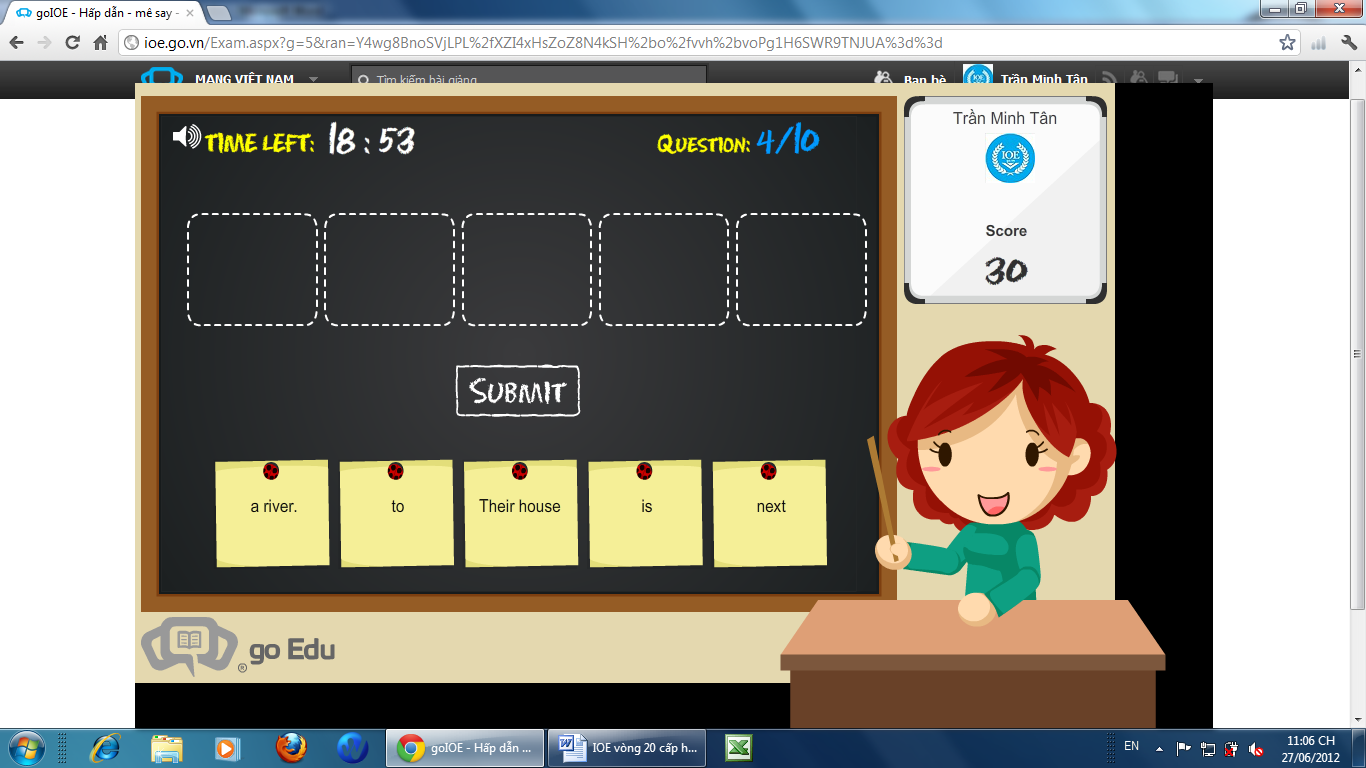 goIOE - Hấp dẫn - mê say -
ioe.go.vn/Exam.aspx?g=5&ran=Y4wg8BnoSVjLPL%2fXZI4xHsZoZ8N4kSH%2bo%2fvvh%2bvoPg1H6SWR9TNJUA%3d%3d
MẠNG VIỆT NAM
Tìm kiếm bài giảng
Bạn bè
Trần Minh Tân
TIME LEFT: 18 : 53
QUESTION: 4/10
Trần Minh Tân
IOE
Score
30
SUBMIT
a river.
to
Their house
is
next
go Edu
goIOE - Hấp dẫn ...
IOE vòng 20 cấp h...
EN
11:06 CH
27/06/2012